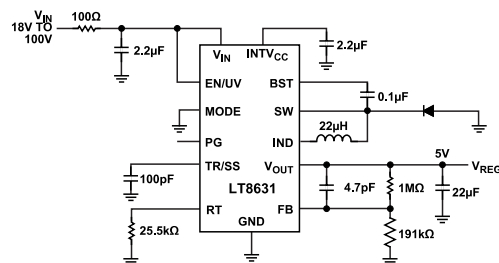 VIN
18V TO
100V
100Ω
2.2µF
2.2µF
VIN
INTVCC
EN/UV
BST
0.1µF
MODE
SW
22µH
PG
IND
TR/SS
VOUT
5V
VREG
100pF
LT8631
4.7pF
1MΩ
22µF
RT
FB
GND
25.5kΩ
191kΩ